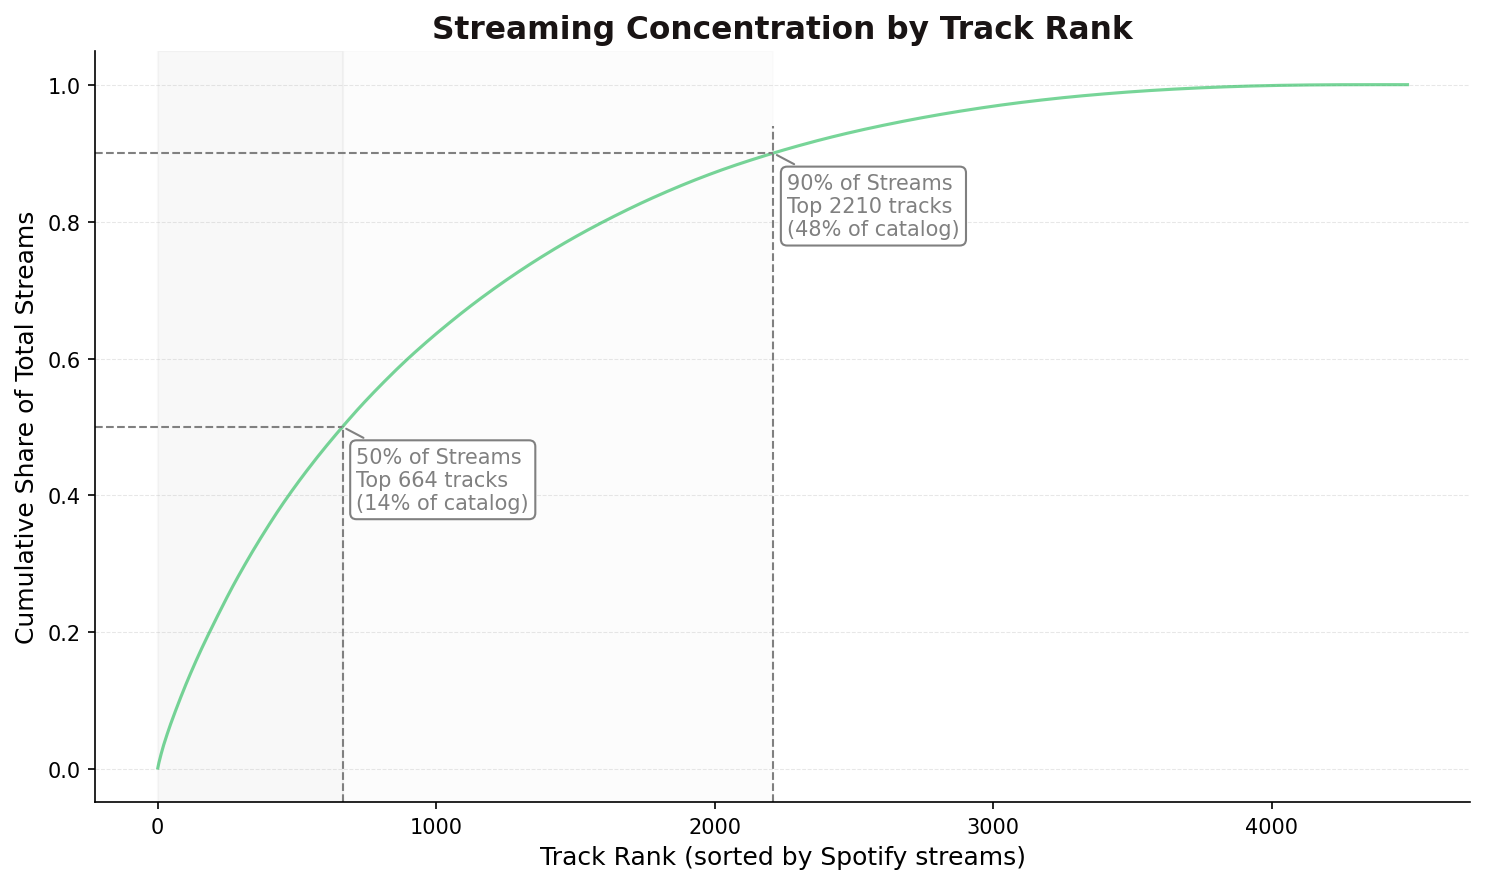 Streaming Concentration by Track Rank
Cumulative Share of Total Streams
1.0
0.8
0.6
0.4
0.2
0.0
90% of Streams
Top 2210 tracks
(48% of catalog)
50% of Streams
Top 664 tracks
(14% of catalog)
0 1000 2000 3000 4000
Track Rank (sorted by Spotify streams)